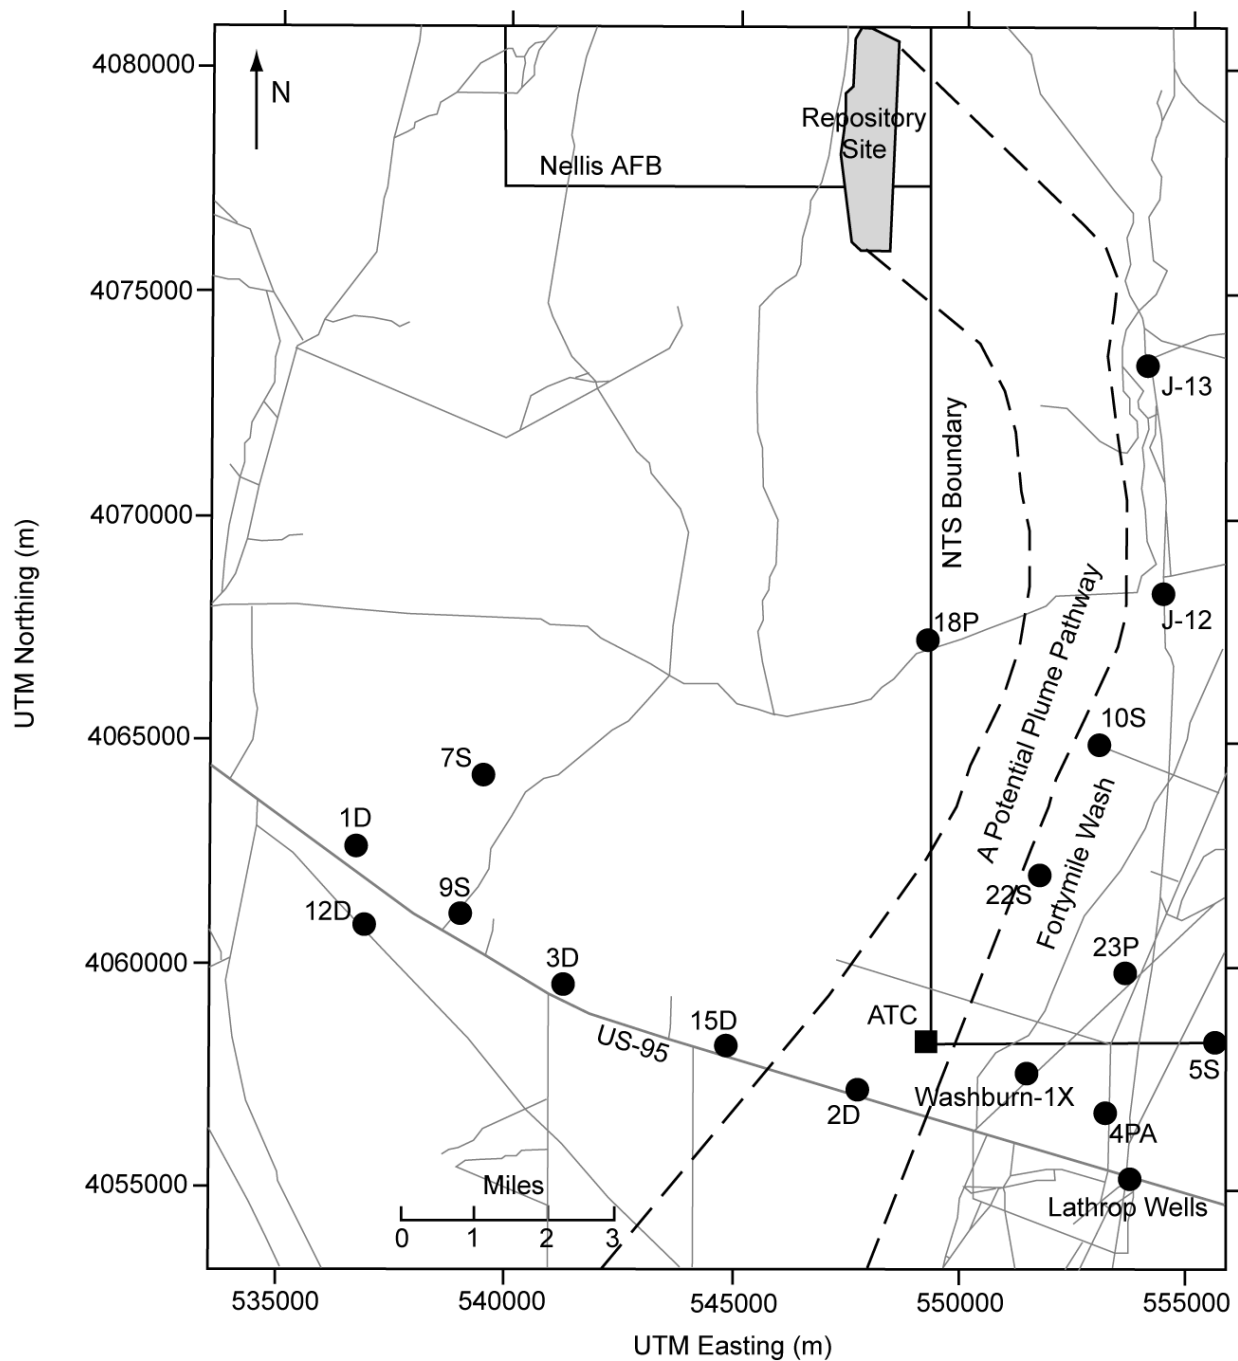 4080000
N
Repository
Site
Nellis AFB
4075000
J-13
NTS Boundary
4070000
UTM Northing (m)
A Potential Plume Pathway
18P
J-12
10S
4065000
7S
Fortymile Wash
1D
22S
9S
12D
23P
3D
4060000
ATC
15D
US-95
5S
Washburn-1X
2D
4PA
4055000
Miles
Lathrop Wells
0 1 2 3
535000 540000 545000 550000 555000
UTM Easting (m)